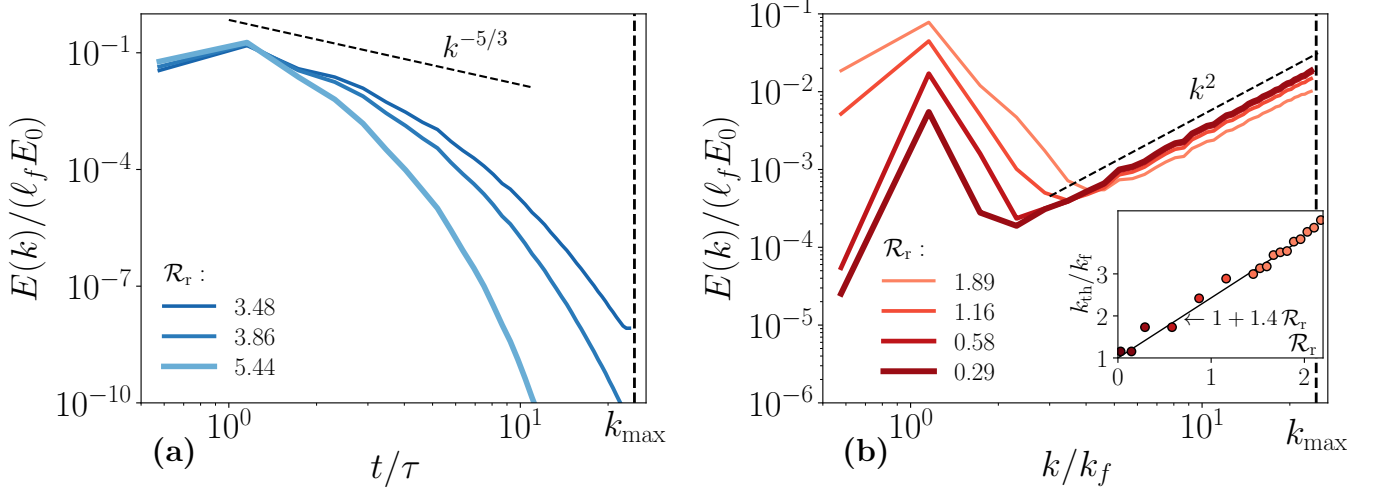 E(k)/(ℓ_f E_0)
10^{-1}
10^{-4}
10^{-7}
10^{-10}
k^{-5/3}
ℛ_r :
3.48
3.86
5.44
10^0
10^1
k_max
(a)
t/τ
E(k)/(ℓ_f E_0)
10^{-1}
10^{-2}
10^{-3}
10^{-4}
10^{-5}
10^{-6}
k^2
ℛ_r :
1.89
1.16
0.58
0.29
k_th/k_f
3
2
1
← 1 + 1.4 ℛ_r
ℛ_r
0
1
2
10^0
10^1
k_max
(b)
k/k_f